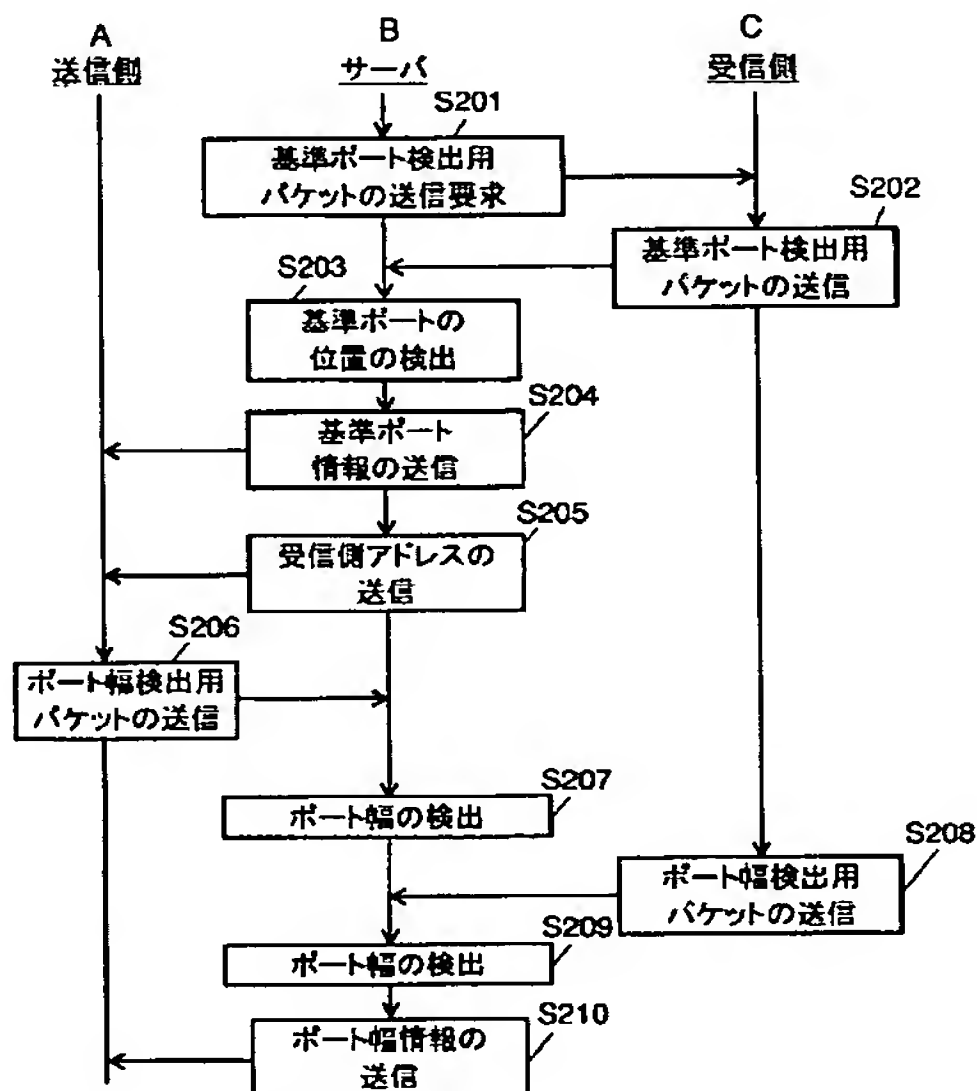 A
送信側
B
サーバ
C
受信側
S201
基準ポート検出用
パケットの送信要求
S202
基準ポート検出用
パケットの送信
S203
基準ポートの
位置の検出
S204
基準ポート
情報の送信
S205
受信側アドレスの
送信
S206
ポート幅検出用
パケットの送信
S207
ポート幅の検出
S208
ポート幅検出用
パケットの送信
S209
ポート幅の検出
S210
ポート幅情報の
送信